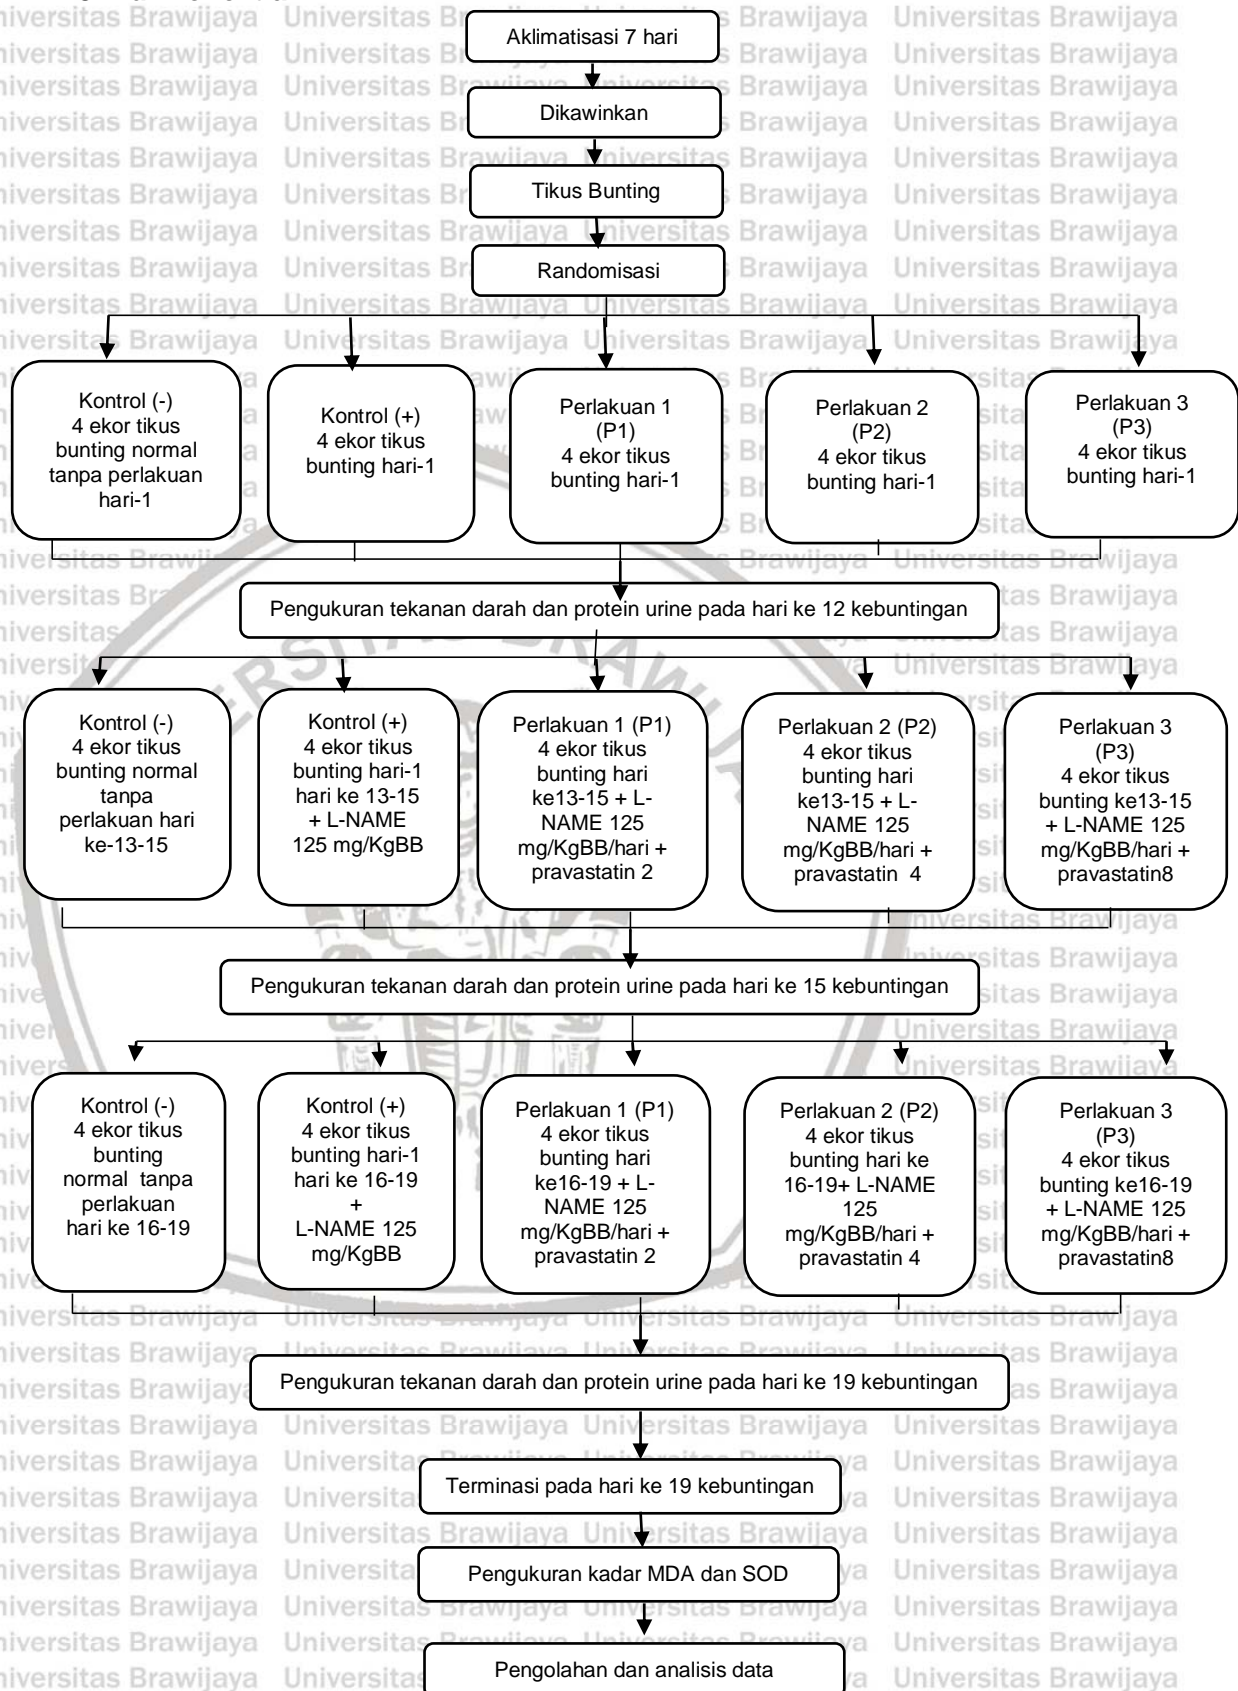 Aklimatisasi 7 hari
Dikawinkan
Tikus Bunting
Randomisasi
Kontrol (-)
4 ekor tikus
bunting normal
tanpa perlakuan
hari-1
Kontrol (+)
4 ekor tikus
bunting hari-1
Perlakuan 1
(P1)
4 ekor tikus
bunting hari-1
Perlakuan 2
(P2)
4 ekor tikus
bunting hari-1
Perlakuan 3
(P3)
4 ekor tikus
bunting hari-1
Pengukuran tekanan darah dan protein urine pada hari ke 12 kebuntingan
Kontrol (-)
4 ekor tikus
bunting normal
tanpa
perlakuan hari
ke-13-15
Kontrol (+)
4 ekor tikus
bunting hari-1
hari ke 13-15
+ L-NAME
125 mg/KgBB
Perlakuan 1 (P1)
4 ekor tikus
bunting hari
ke13-15 + L-
NAME 125
mg/KgBB/hari +
pravastatin 2
Perlakuan 2 (P2)
4 ekor tikus
bunting hari
ke13-15 + L-
NAME 125
mg/KgBB/hari +
pravastatin 4
Perlakuan 3
(P3)
4 ekor tikus
bunting ke13-15
+ L-NAME 125
mg/KgBB/hari +
pravastatin8
Pengukuran tekanan darah dan protein urine pada hari ke 15 kebuntingan
Kontrol (-)
4 ekor tikus
bunting
normal tanpa
perlakuan
hari ke 16-19
Kontrol (+)
4 ekor tikus
bunting hari-1
hari ke 16-19
+
L-NAME 125
mg/KgBB
Perlakuan 1 (P1)
4 ekor tikus
bunting hari
ke16-19 + L-
NAME 125
mg/KgBB/hari +
pravastatin 2
Perlakuan 2 (P2)
4 ekor tikus
bunting hari ke
16-19+ L-NAME
125
mg/KgBB/hari +
pravastatin 4
Perlakuan 3
(P3)
4 ekor tikus
bunting ke16-19
+ L-NAME 125
mg/KgBB/hari +
pravastatin8
Pengukuran tekanan darah dan protein urine pada hari ke 19 kebuntingan
Terminasi pada hari ke 19 kebuntingan
Pengukuran kadar MDA dan SOD
Pengolahan dan analisis data